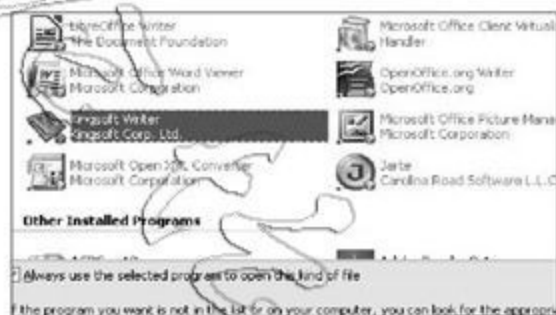 LibreOffice Writer
The Document Foundation
Microsoft Office Client Virtual
Handler
Microsoft Office Word Viewer
Microsoft Corporation
OpenOffice.org Writer
OpenOffice.org
Kingsoft Writer
Kingsoft Corp. Ltd.
Microsoft Office Picture Mana
Microsoft Corporation
Microsoft Open XML Converter
Microsoft Corporation
Jarte
Carolina Road Software L.L.C
Other Installed Programs
Always use the selected program to open this kind of file
f the program you want is not in the list or on your computer, you can look for the appropri